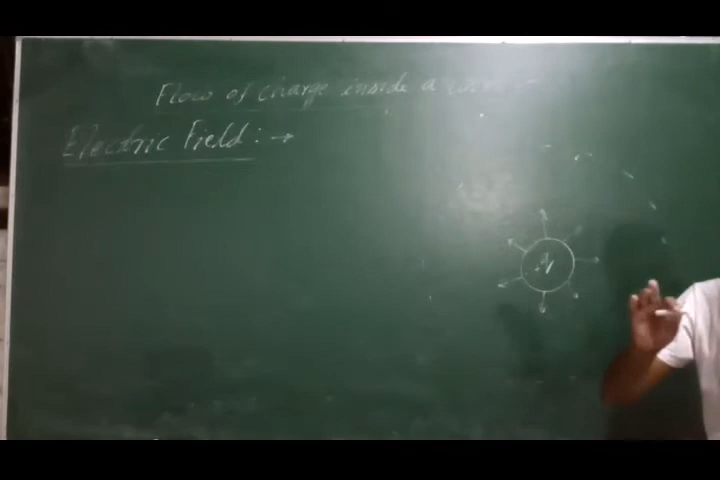 Flow of charge inside a
Electric Field :→